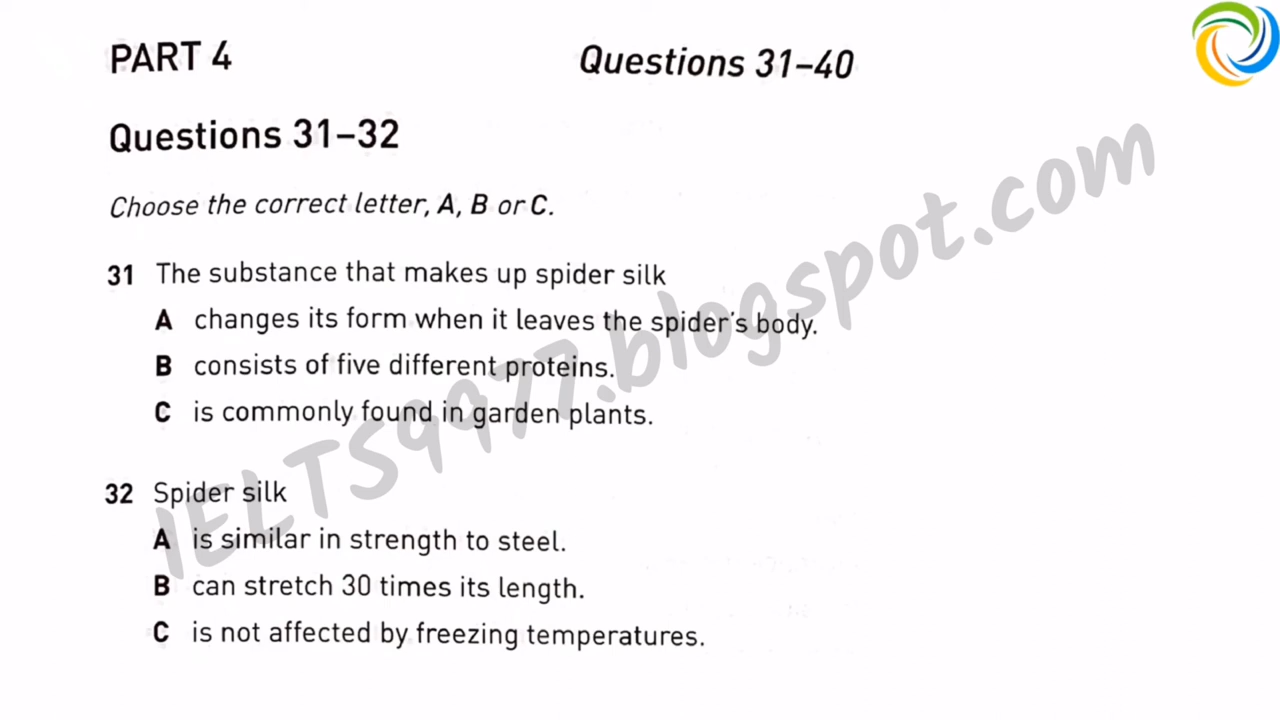 PART 4
Questions 31–40
Questions 31–32
Choose the correct letter, A, B or C.
31 The substance that makes up spider silk
A changes its form when it leaves the spider's body.
B consists of five different proteins.
C is commonly found in garden plants.
32 Spider silk
A is similar in strength to steel.
B can stretch 30 times its length.
C is not affected by freezing temperatures.
IELTS9977.blogspot.com